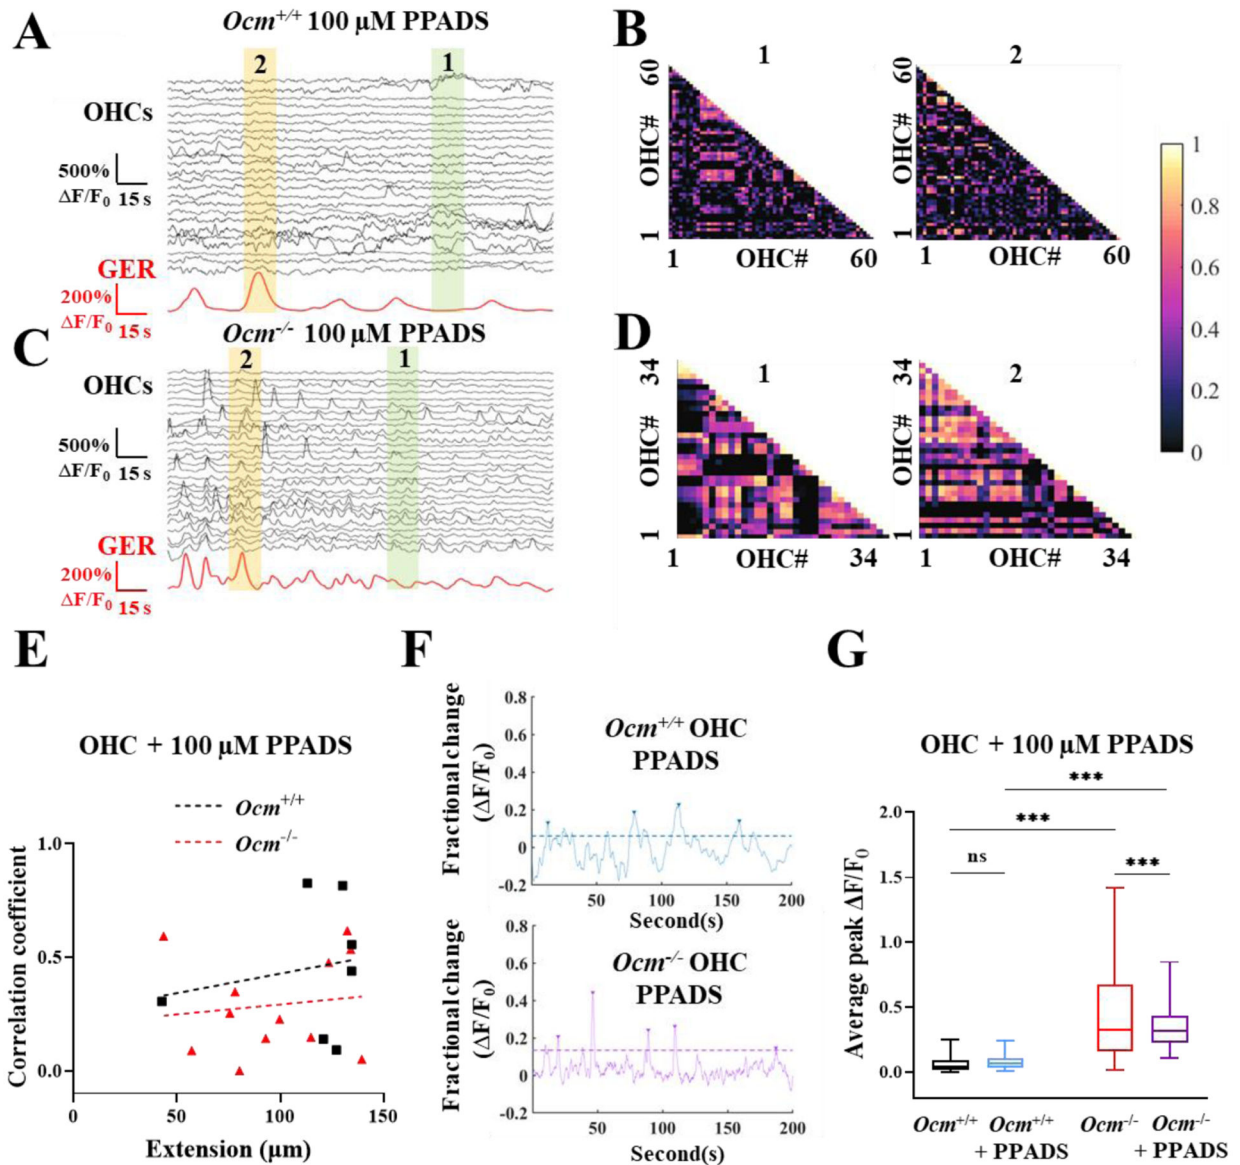 A
Ocm+/+ 100 µM PPADS
2
1
OHCs
500%
ΔF/F0 15 s
GER
200%
ΔF/F0 15 s
B
1
2
60
OHC#
1
1 OHC# 60
60
OHC#
1
1 OHC# 60
1
0.8
0.6
0.4
0.2
0
C
Ocm-/- 100 µM PPADS
2
1
OHCs
500%
ΔF/F0 15 s
GER
200%
ΔF/F0 15 s
D
1
2
34
OHC#
1
1 OHC# 34
34
OHC#
1
1 OHC# 34
E
OHC + 100 µM PPADS
Ocm+/+
Ocm-/-
Correlation coefficient
1.0
0.5
0.0
0 50 100 150
Extension (µm)
F
Fractional change
(ΔF/F0)
0.8
0.6
0.4
0.2
0
-0.2
Ocm+/+ OHC
PPADS
50 100 150 200
Second(s)
Fractional change
(ΔF/F0)
0.8
0.6
0.4
0.2
0
-0.2
Ocm-/- OHC
PPADS
50 100 150 200
Second(s)
G
OHC + 100 µM PPADS
Average peak ΔF/F0
2.0
1.5
1.0
0.5
0.0
***
***
ns
***
Ocm+/+
Ocm+/+
+ PPADS
Ocm-/-
Ocm-/-
+ PPADS